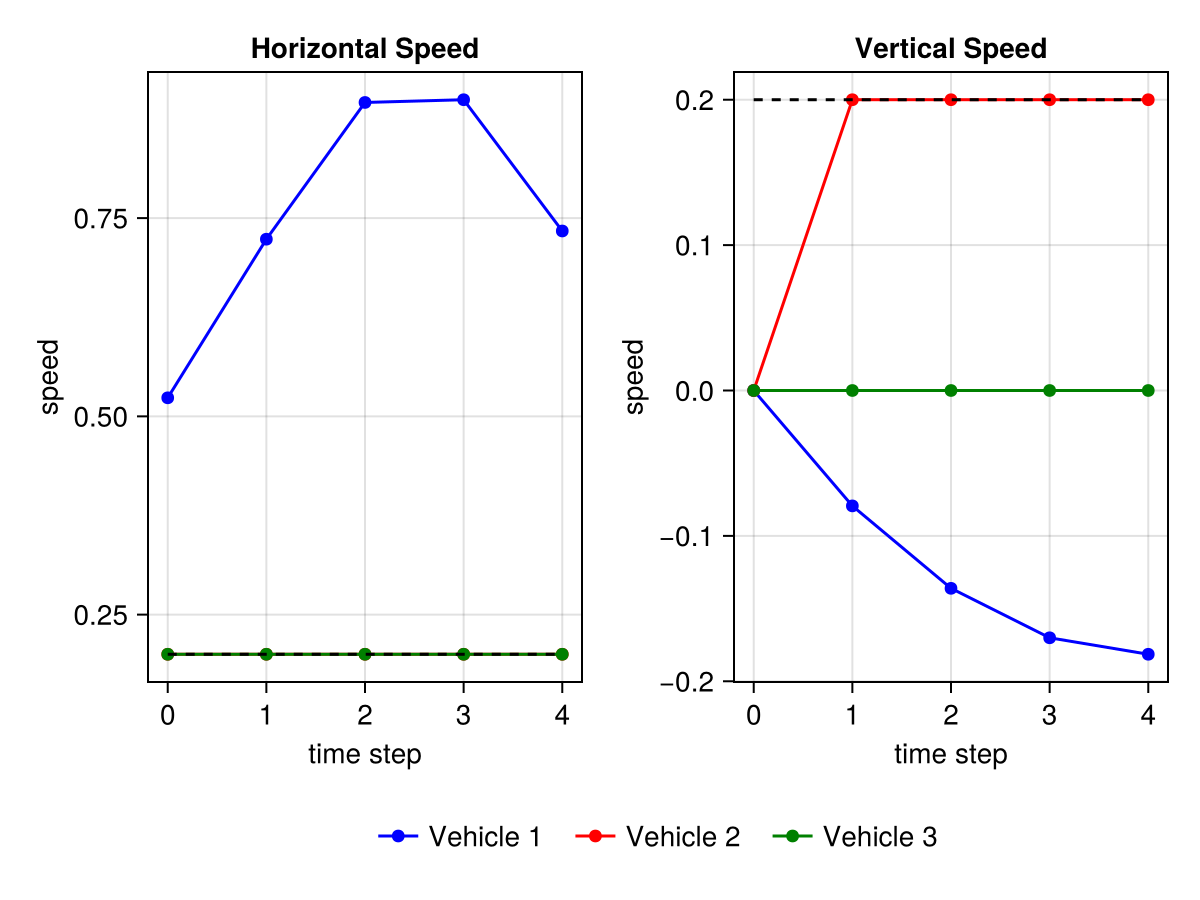 Horizontal Speed
speed
0.75
0.50
0.25
0 1 2 3 4
time step
Vertical Speed
speed
0.2
0.1
0.0
−0.1
−0.2
0 1 2 3 4
time step
Vehicle 1 Vehicle 2 Vehicle 3